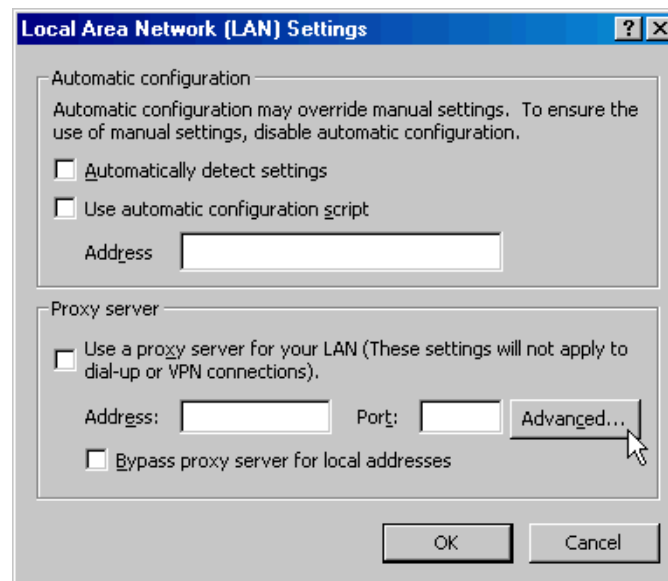 Local Area Network (LAN) Settings
Automatic configuration
Automatic configuration may override manual settings. To ensure the
use of manual settings, disable automatic configuration.
Automatically detect settings
Use automatic configuration script
Address
Proxy server
Use a proxy server for your LAN (These settings will not apply to
dial-up or VPN connections).
Address: Port: Advanced...
Bypass proxy server for local addresses
OK Cancel